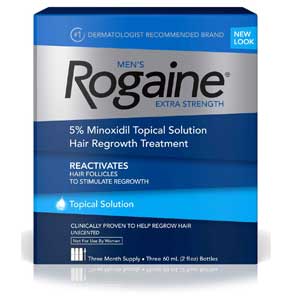 #1 DERMATOLOGIST RECOMMENDED BRAND
NEW
LOOK
MEN'S
Rogaine®
EXTRA STRENGTH
5% Minoxidil Topical Solution
Hair Regrowth Treatment
REACTIVATES
HAIR FOLLICLES
TO STIMULATE REGROWTH
Topical Solution
CLINICALLY PROVEN TO HELP REGROW HAIR
UNSCENTED
Not For Use By Women
Three Month Supply • Three 60 mL (2 fl oz) Bottles